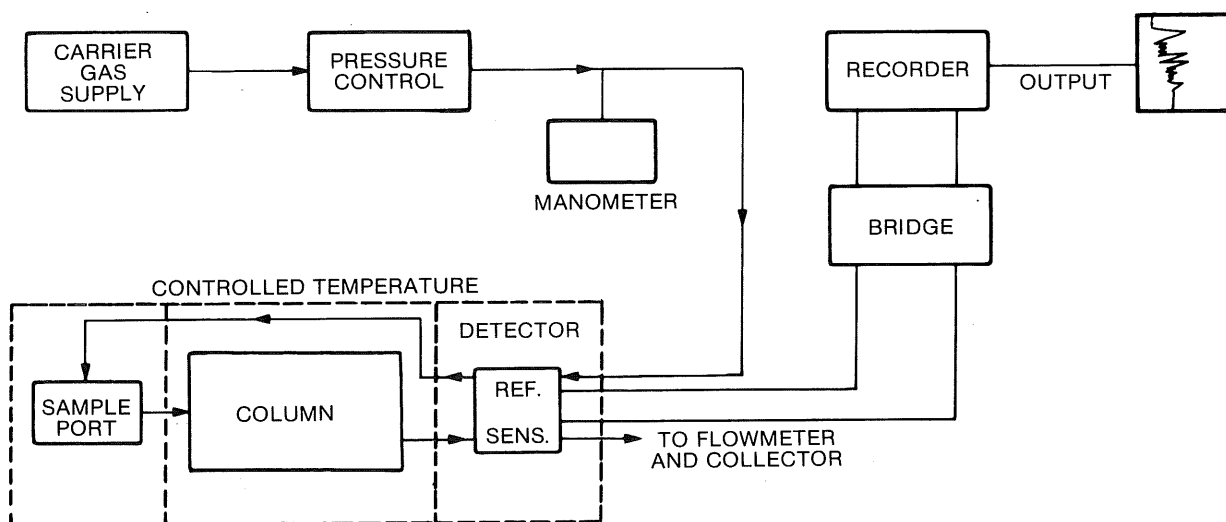 CARRIER
GAS
SUPPLY
PRESSURE
CONTROL
MANOMETER
RECORDER
OUTPUT
BRIDGE
CONTROLLED TEMPERATURE
DETECTOR
SAMPLE
PORT
COLUMN
REF.
SENS.
TO FLOWMETER
AND COLLECTOR